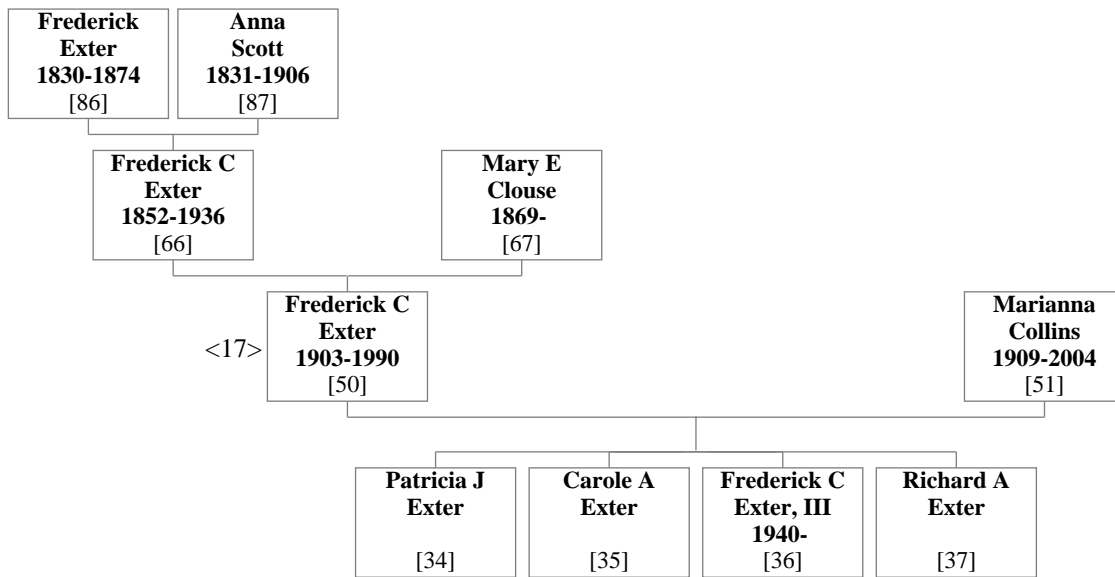 Frederick
Exter
1830-1874
[86]
Anna
Scott
1831-1906
[87]
Frederick C
Exter
1852-1936
[66]
Mary E
Clouse
1869-
[67]
<17>
Frederick C
Exter
1903-1990
[50]
Marianna
Collins
1909-2004
[51]
Patricia J
Exter
[34]
Carole A
Exter
[35]
Frederick C
Exter, III
1940-
[36]
Richard A
Exter
[37]